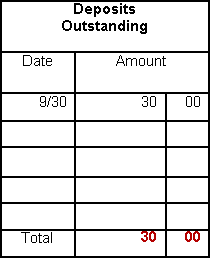 Deposits
Outstanding
Date Amount
9/30 30 00
Total 30 00